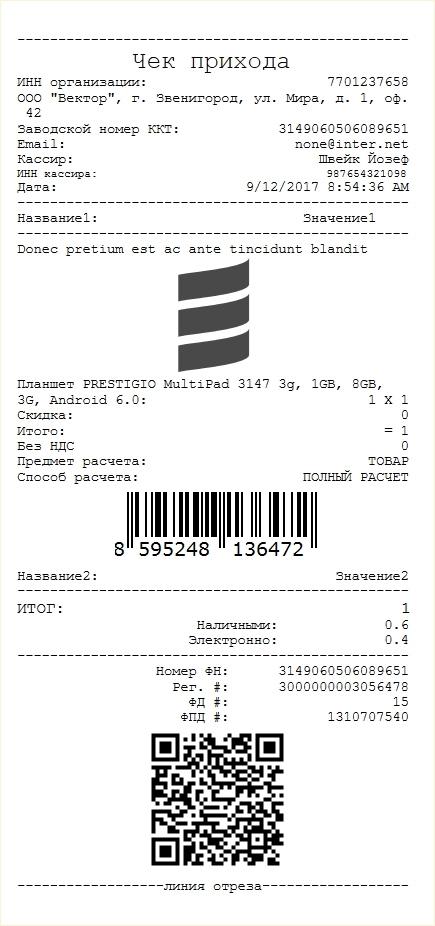 Чек прихода
ИНН организации: 7701237658
ООО "Вектор", г. Звенигород, ул. Мира, д. 1, оф.
42
Заводской номер ККТ: 3149060506089651
Email: none@inter.net
Кассир: Швейк Йозеф
ИНН кассира: 987654321098
Дата: 9/12/2017 8:54:36 AM
Название1: Значение1
Donec pretium est ac ante tincidunt blandit
Планшет PRESTIGIO MultiPad 3147 3g, 1GB, 8GB,
3G, Android 6.0: 1 X 1
Скидка: 0
Итого: = 1
Без НДС 0
Предмет расчета: ТОВАР
Способ расчета: ПОЛНЫЙ РАСЧЕТ
8 595248 136472
Название2: Значение2
ИТОГ: 1
Наличными: 0.6
Электронно: 0.4
Номер ФН: 3149060506089651
Рег. #: 3000000003056478
ФД #: 15
ФПД #: 1310707540
------------------линия отреза------------------